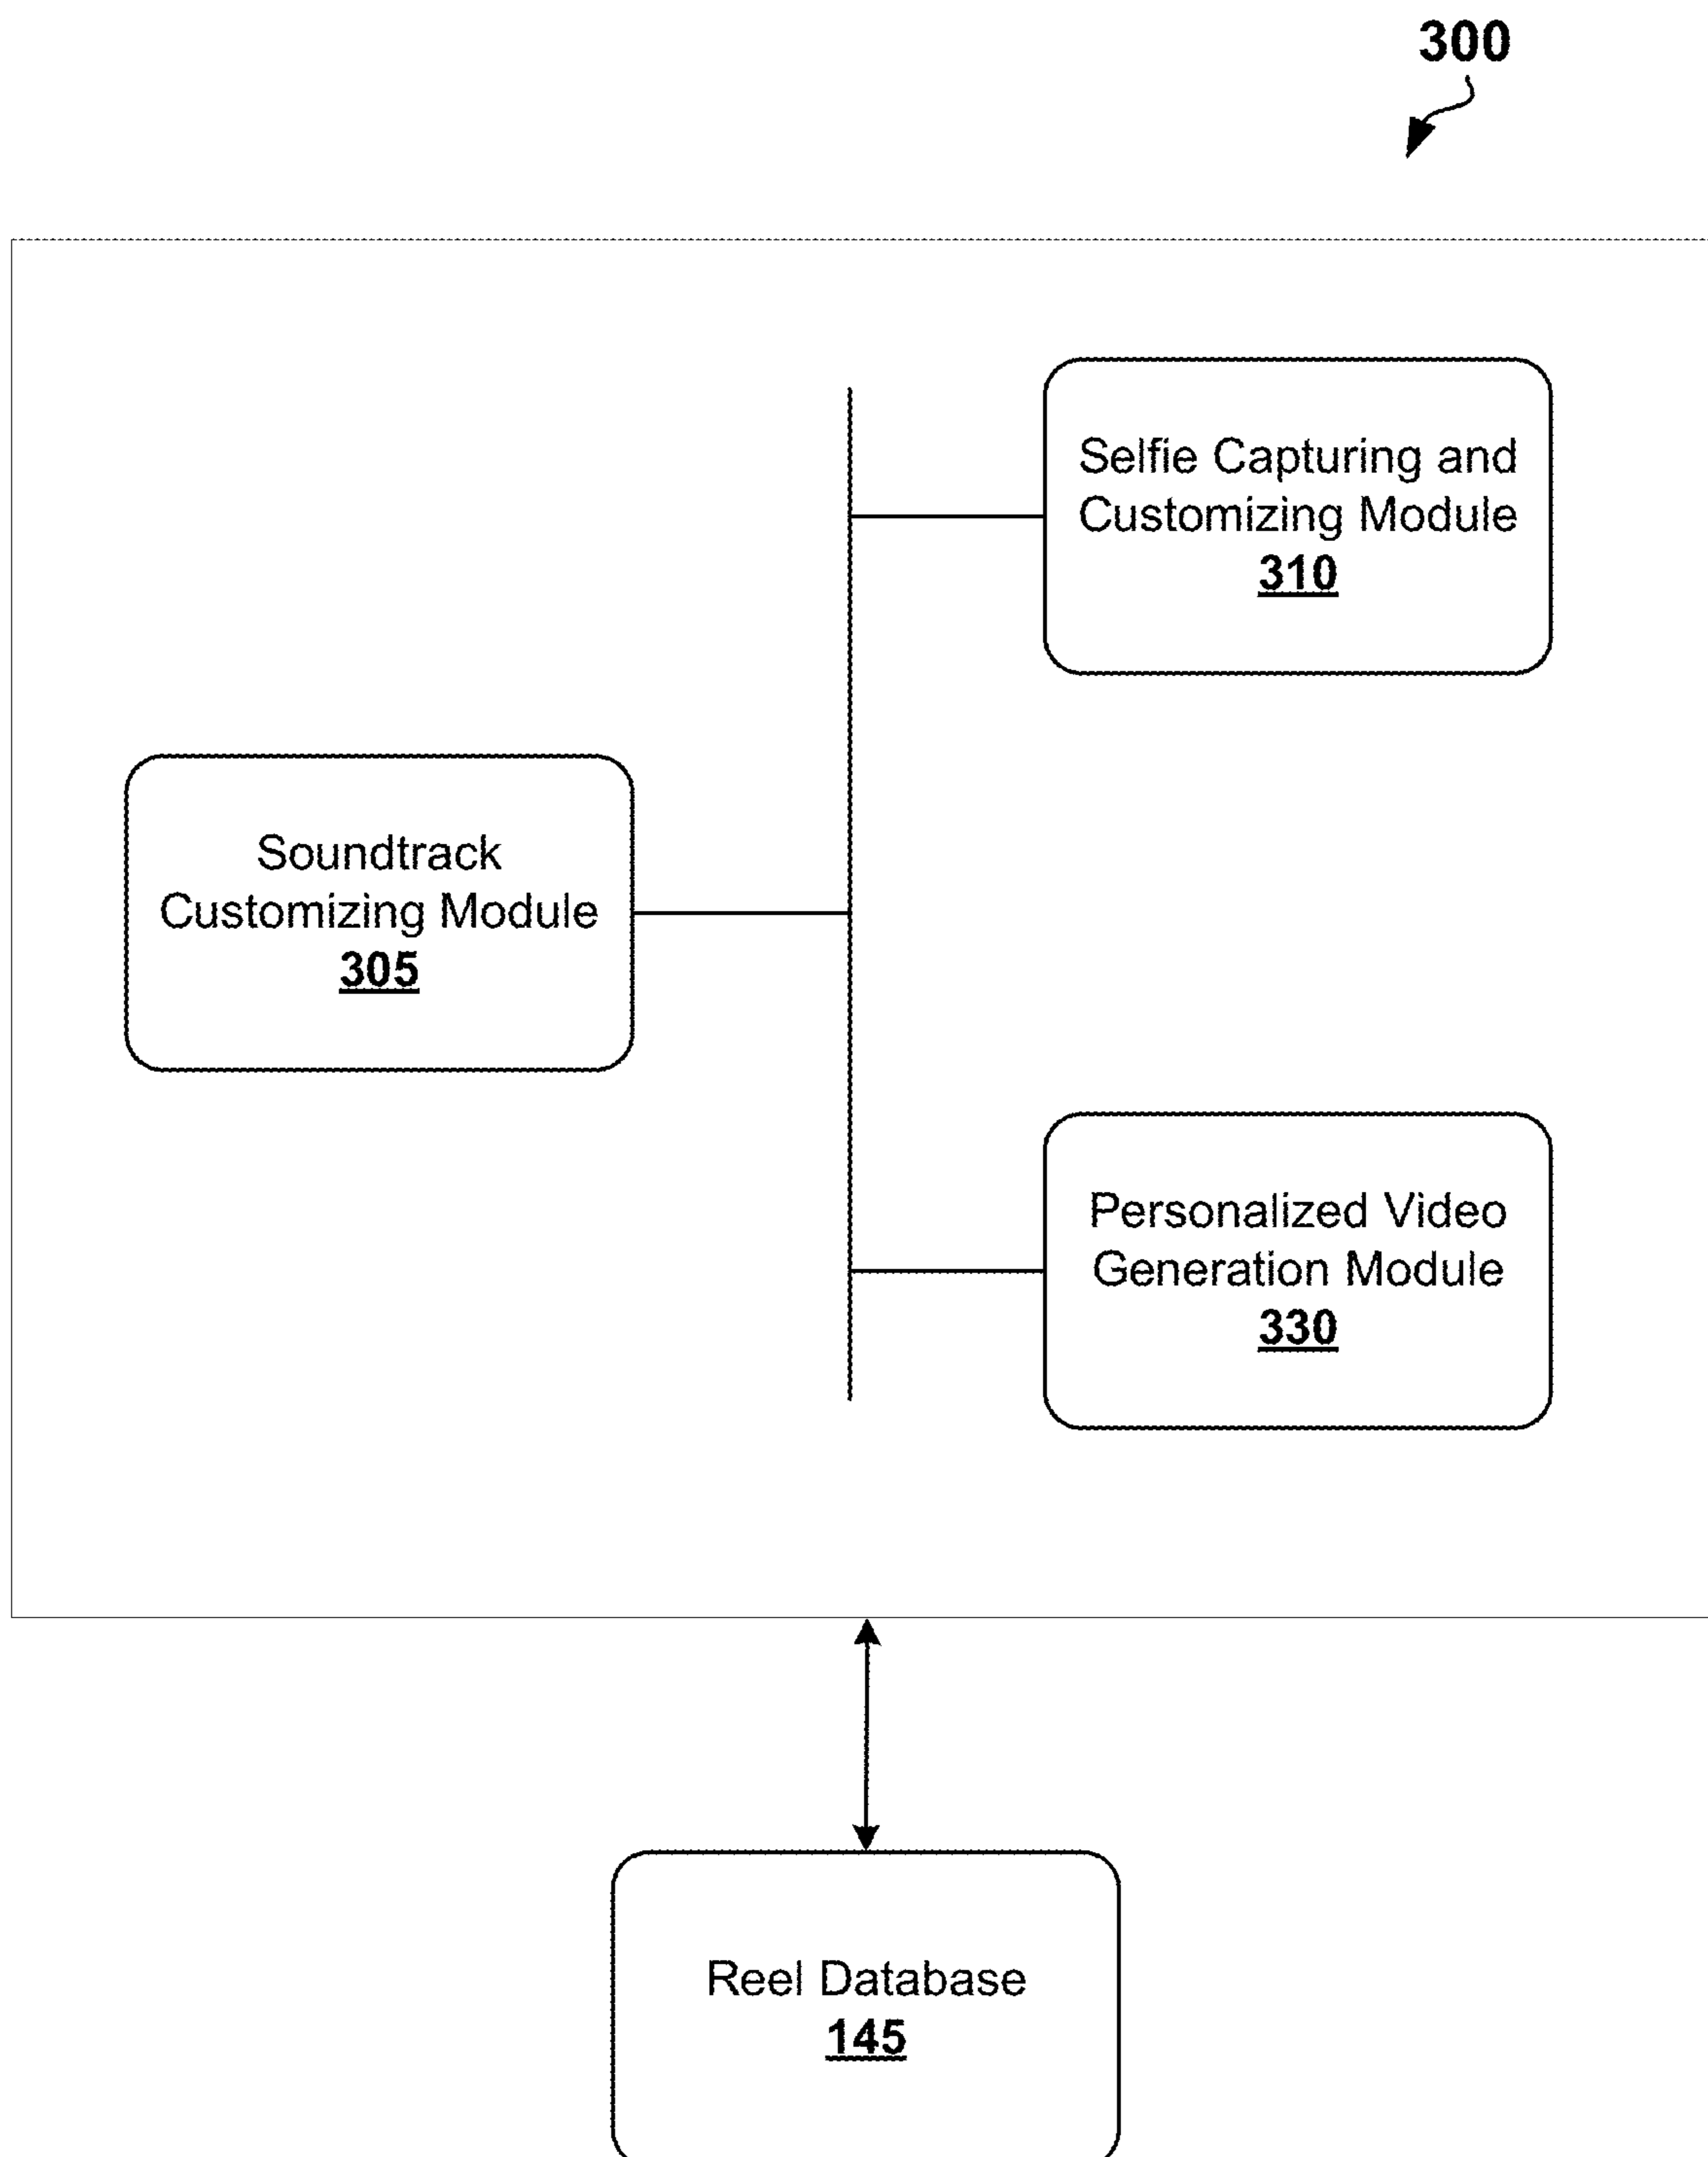 300
Selfie Capturing and
Customizing Module
310
Soundtrack
Customizing Module
305
Personalized Video
Generation Module
330
Reel Database
145